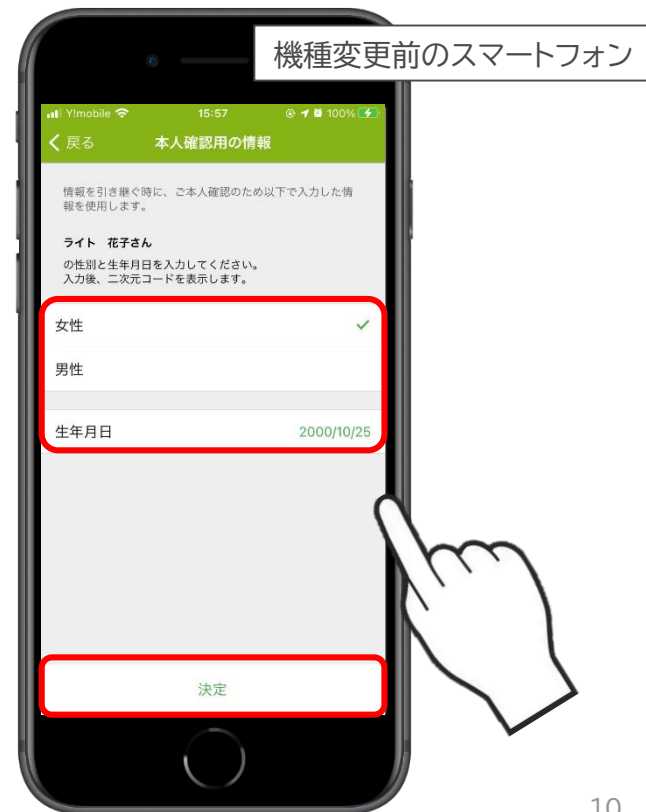 機種変更前のスマートフォン
Y!mobile 15:57 100%
戻る 本人確認用の情報
情報を引き継ぐ時に、ご本人確認のため以下で入力した情
報を使用します。
ライト 花子さん
の性別と生年月日を入力してください。
入力後、二次元コードを表示します。
女性
男性
生年月日 2000/10/25
決定
10